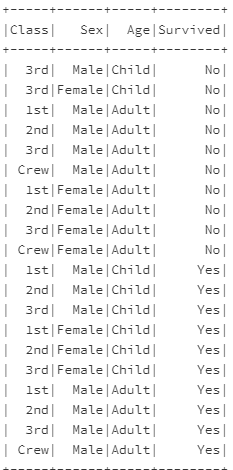 +-----+------+-----+--------+
|Class|   Sex|  Age|Survived|
+-----+------+-----+--------+
|  3rd|  Male|Child|      No|
|  3rd|Female|Child|      No|
|  1st|  Male|Adult|      No|
|  2nd|  Male|Adult|      No|
|  3rd|  Male|Adult|      No|
| Crew|  Male|Adult|      No|
|  1st|Female|Adult|      No|
|  2nd|Female|Adult|      No|
|  3rd|Female|Adult|      No|
| Crew|Female|Adult|      No|
|  1st|  Male|Child|     Yes|
|  2nd|  Male|Child|     Yes|
|  3rd|  Male|Child|     Yes|
|  1st|Female|Child|     Yes|
|  2nd|Female|Child|     Yes|
|  3rd|Female|Child|     Yes|
|  1st|  Male|Adult|     Yes|
|  2nd|  Male|Adult|     Yes|
|  3rd|  Male|Adult|     Yes|
| Crew|  Male|Adult|     Yes|
+-----+------+-----+--------+